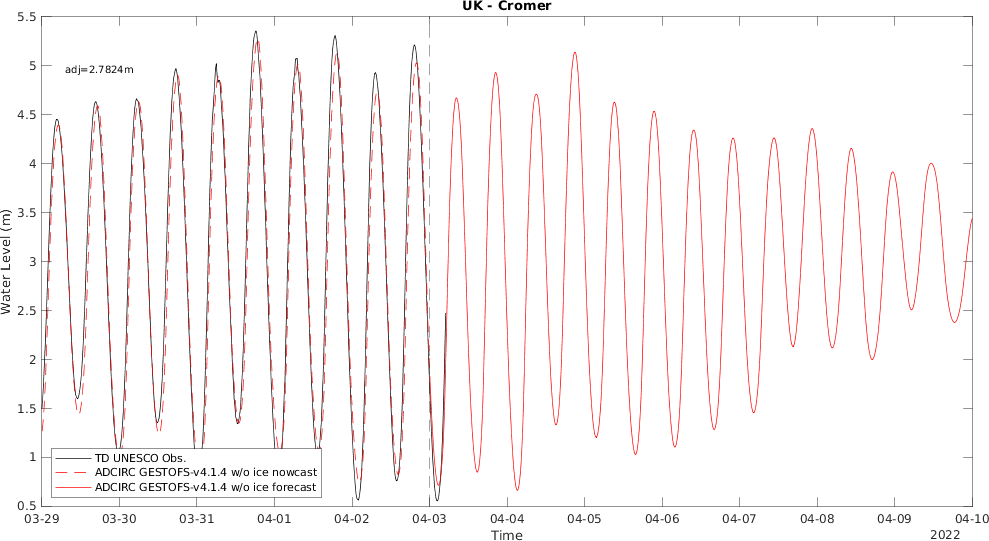 UK - Cromer
5.5
5
4.5
4
3.5
3
2.5
2
1.5
1
0.5
Water Level (m)
adj=2.7824m
TD UNESCO Obs.
ADCIRC GESTOFS-v4.1.4 w/o ice nowcast
ADCIRC GESTOFS-v4.1.4 w/o ice forecast
03-29 03-30 03-31 04-01 04-02 04-03 04-04 04-05 04-06 04-07 04-08 04-09 04-10
Time
2022